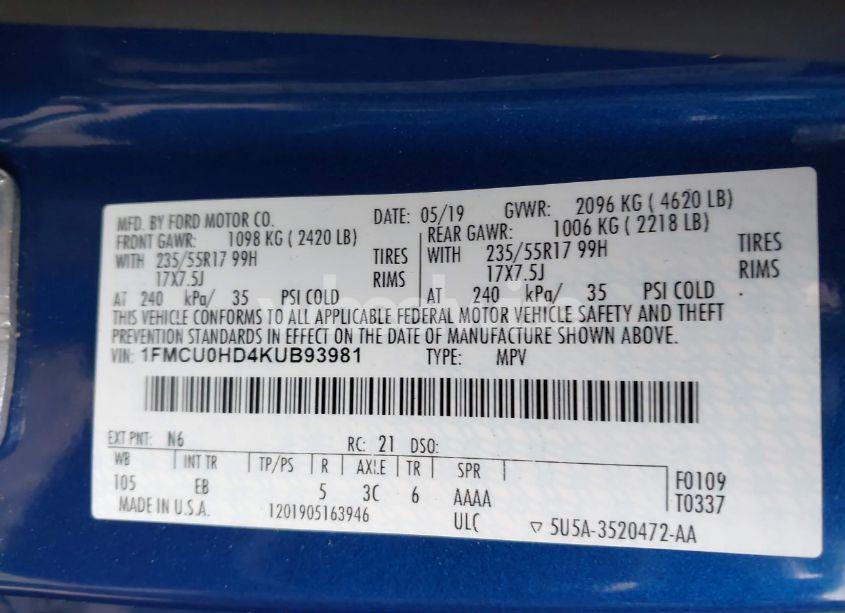 MFD. BY FORD MOTOR CO. DATE: 05/19 GVWR: 2096 KG ( 4620 LB)
FRONT GAWR: 1098 KG ( 2420 LB) REAR GAWR: 1006 KG ( 2218 LB)
WITH 235/55R17 99H TIRES WITH 235/55R17 99H TIRES
17X7.5J RIMS 17X7.5J RIMS
AT 240 kPa/ 35 PSI COLD AT 240 kPa/ 35 PSI COLD
THIS VEHICLE CONFORMS TO ALL APPLICABLE FEDERAL MOTOR VEHICLE SAFETY AND THEFT
PREVENTION STANDARDS IN EFFECT ON THE DATE OF MANUFACTURE SHOWN ABOVE.
VIN: 1FMCU0HD4KUB93981 TYPE: MPV
EXT PNT: N6 RC: 21 DSO:
WB INT TR TP/PS R AXLE TR SPR F0109
105 EB 5 3C 6 AAAA T0337
MADE IN U.S.A. 1201905163946 ULC ▽ 5U5A-3520472-AA